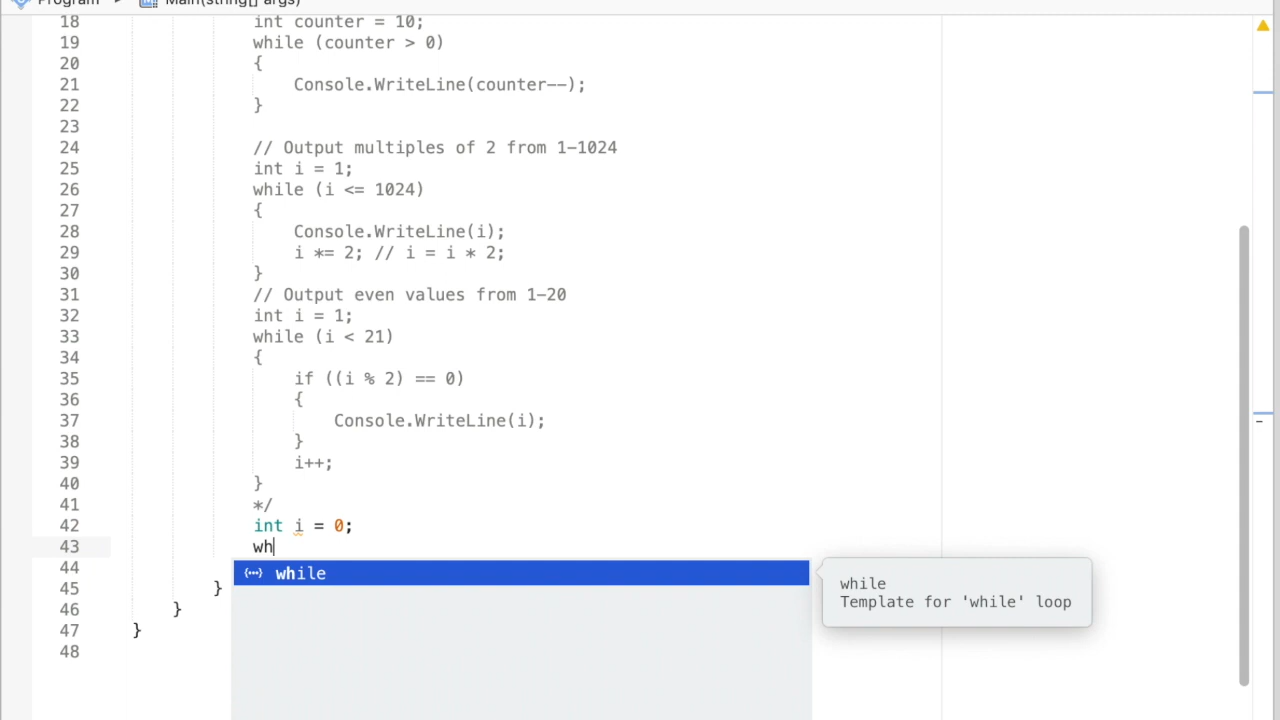 Program ▸ Main(string[] args)
18 int counter = 10;
19 while (counter > 0)
20 {
21 Console.WriteLine(counter--);
22 }
23
24 // Output multiples of 2 from 1-1024
25 int i = 1;
26 while (i <= 1024)
27 {
28 Console.WriteLine(i);
29 i *= 2; // i = i * 2;
30 }
31 // Output even values from 1-20
32 int i = 1;
33 while (i < 21)
34 {
35 if ((i % 2) == 0)
36 {
37 Console.WriteLine(i);
38 }
39 i++;
40 }
41 */
42 int i = 0;
43 wh
44
while
while
Template for 'while' loop
45 }
46 }
47 }
48